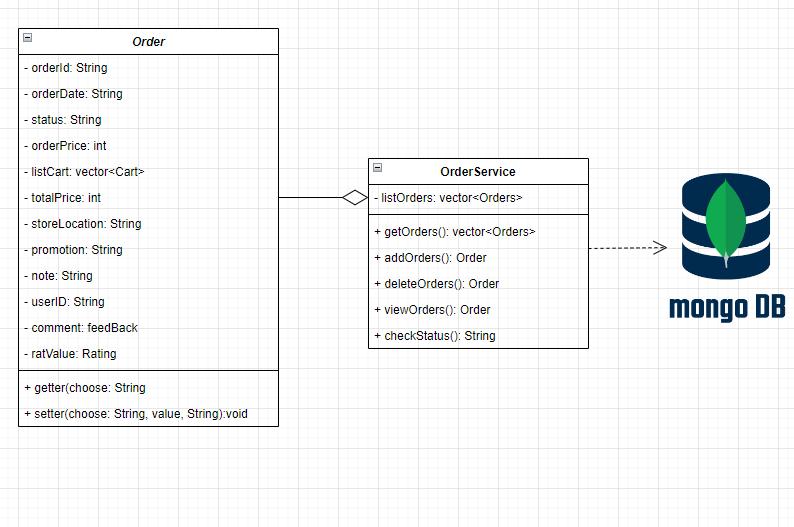 Order
- orderId: String
- orderDate: String
- status: String
- orderPrice: int
- listCart: vector<Cart>
- totalPrice: int
- storeLocation: String
- promotion: String
- note: String
- userID: String
- comment: feedBack
- ratValue: Rating
+ getter(choose: String
+ setter(choose: String, value, String):void
OrderService
- listOrders: vector<Orders>
+ getOrders(): vector<Orders>
+ addOrders(): Order
+ deleteOrders(): Order
+ viewOrders(): Order
+ checkStatus(): String
mongo DB